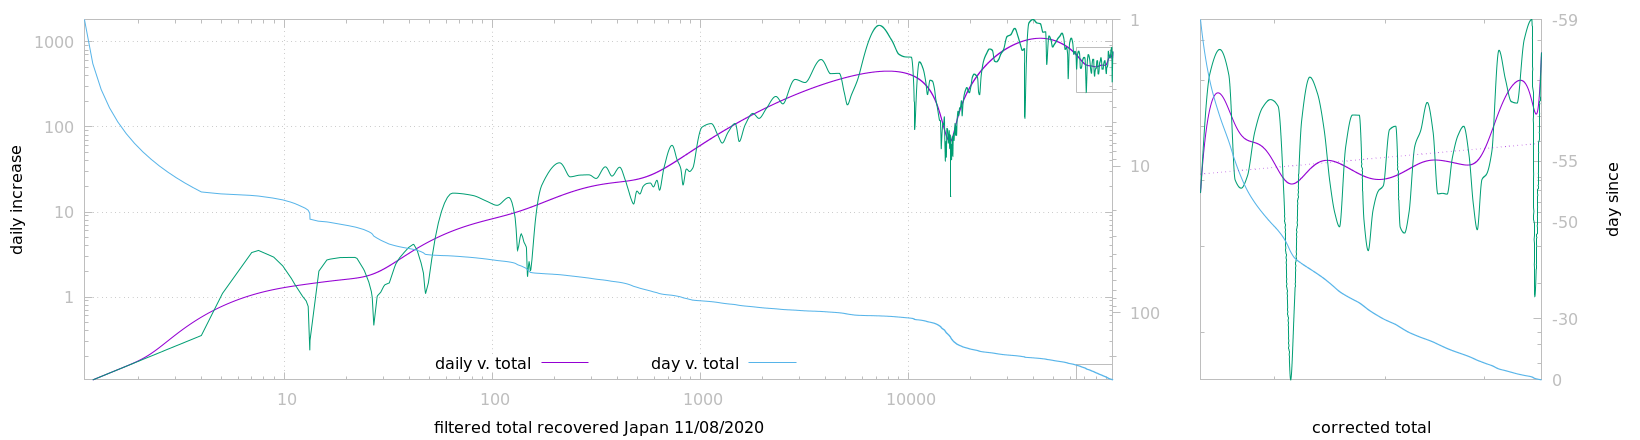 1000
100
10
1
daily increase
10
100
1000
10000
filtered total recovered Japan 11/08/2020
daily v. total
day v. total
1
10
100
-59
-55
-50
-30
0
day since
corrected total